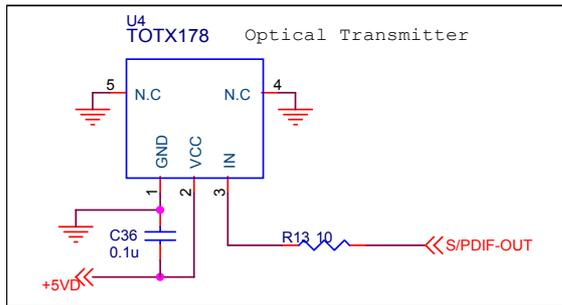 U4
TOTX178 Optical Transmitter
5 N.C N.C 4
GND VCC IN
1 2 3
C36
0.1u
R13 10
S/PDIF-OUT
+5VD